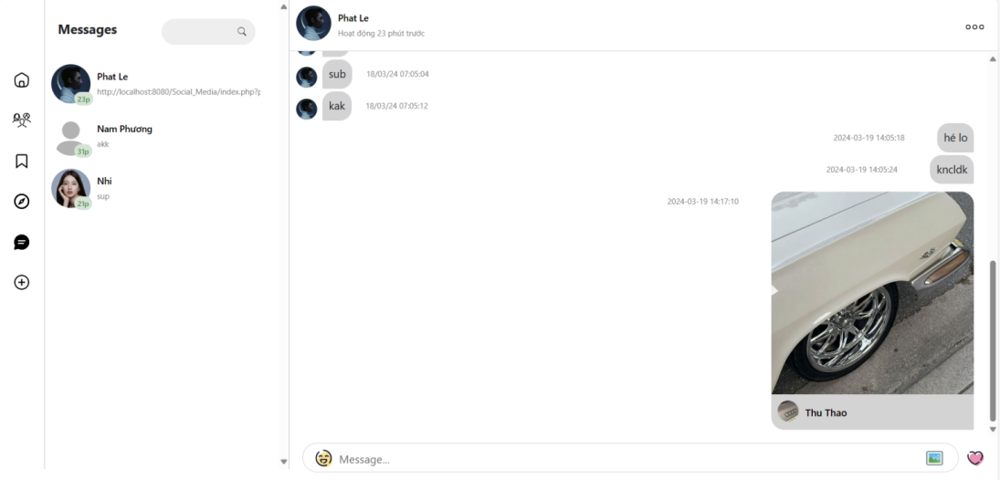 Messages
Phat Le
http://localhost:8080/Social_Media/index.php?p
23p
Nam Phương
akk
31p
Nhi
sup
21p
Phat Le
Hoạt động 23 phút trước
sub
18/03/24 07:05:04
kak
18/03/24 07:05:12
2024-03-19 14:05:18
hé lo
2024-03-19 14:05:24
kncldk
2024-03-19 14:17:10
Thu Thao
Message...